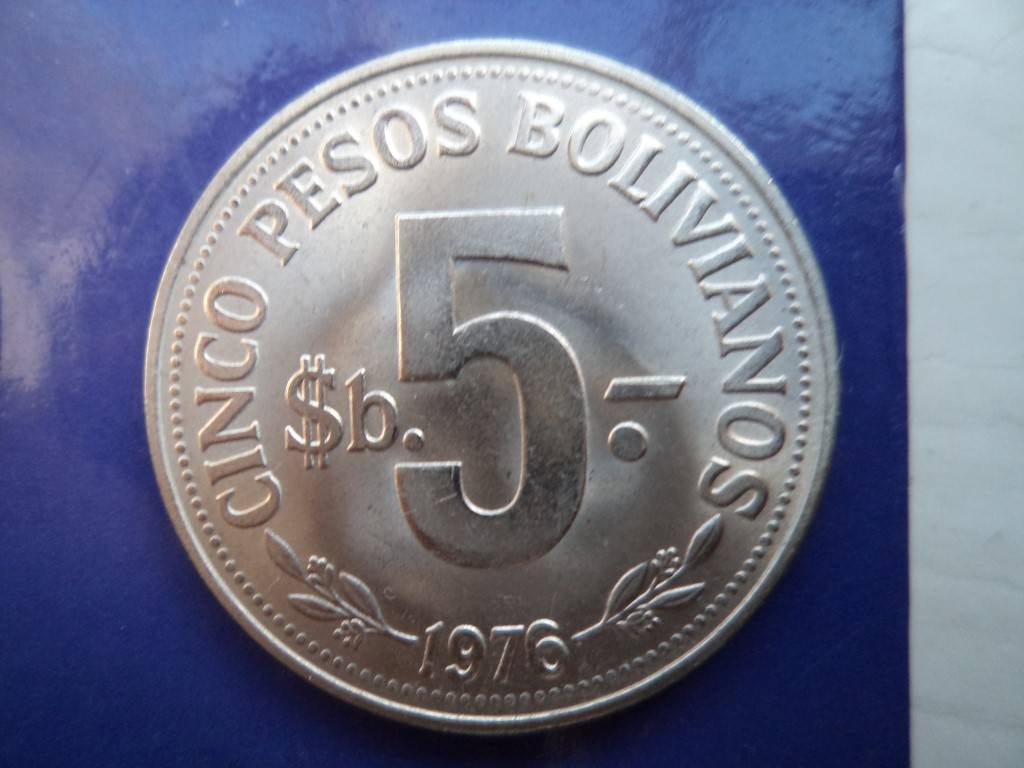 CINCO PESOS BOLIVIANOS
$b. 5.-
1976